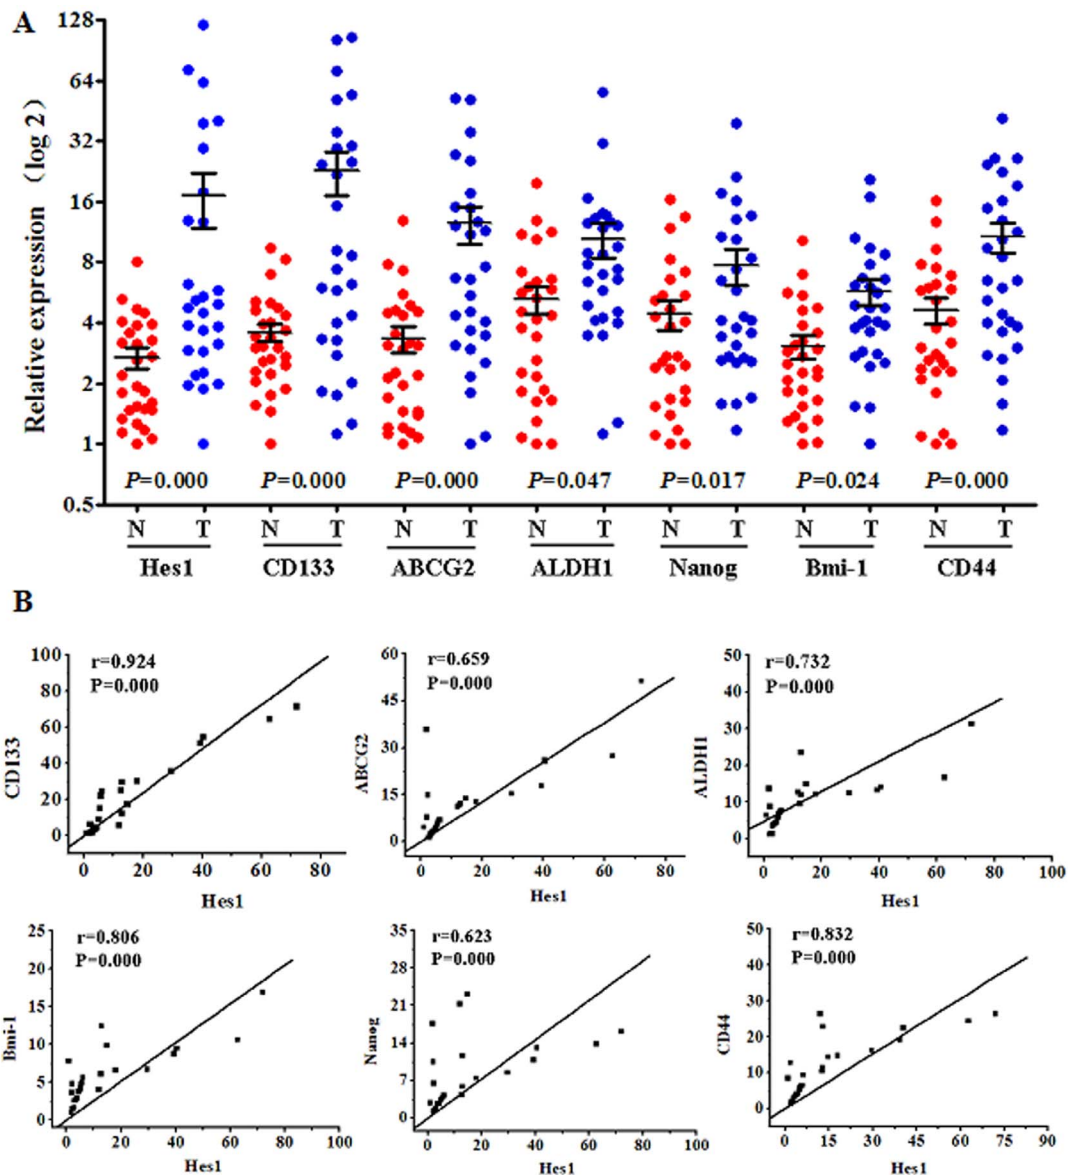 A
Relative expression (log 2)
128
64
32
16
8
4
2
1
0.5
P=0.000 P=0.000 P=0.000 P=0.047 P=0.017 P=0.024 P=0.000
N T N T N T N T N T N T N T
Hes1 CD133 ABCG2 ALDH1 Nanog Bmi-1 CD44
B
r=0.924
P=0.000
CD133
100
80
60
40
20
0
0 20 40 60 80
Hes1
r=0.659
P=0.000
ABCG2
60
45
30
15
0
0 20 40 60 80
Hes1
r=0.732
P=0.000
ALDH1
50
40
30
20
10
0
0 20 40 60 80 100
Hes1
r=0.806
P=0.000
Bmi-1
25
20
15
10
5
0
0 20 40 60 80 100
Hes1
r=0.623
P=0.000
Nanog
35
28
21
14
7
0
0 20 40 60 80 100
Hes1
r=0.832
P=0.000
CD44
50
40
30
20
10
0
0 15 30 45 60 75 90
Hes1